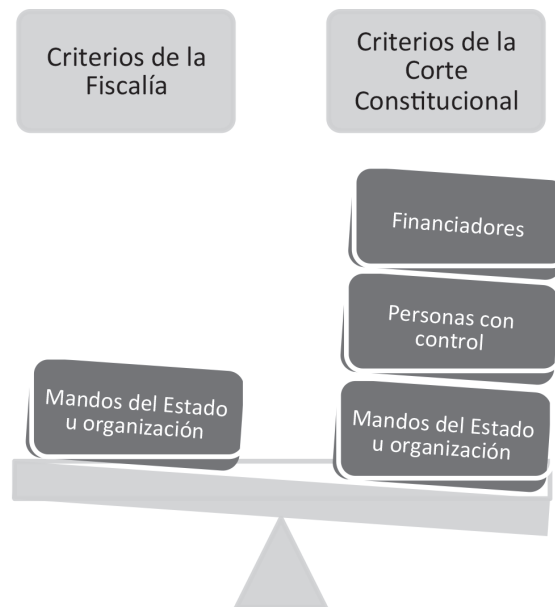 Criterios de la
Fiscalía
Criterios de la
Corte
Constitucional
Financiadores
Personas con
control
Mandos del Estado
u organización
Mandos del Estado
u organización